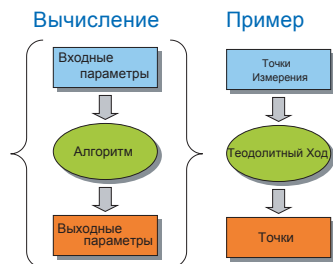 Вычисление
Пример
Входные
параметры
Точки
Измерения
Алгоритм
Теодолитный Ход
Выходные
параметры
Точки